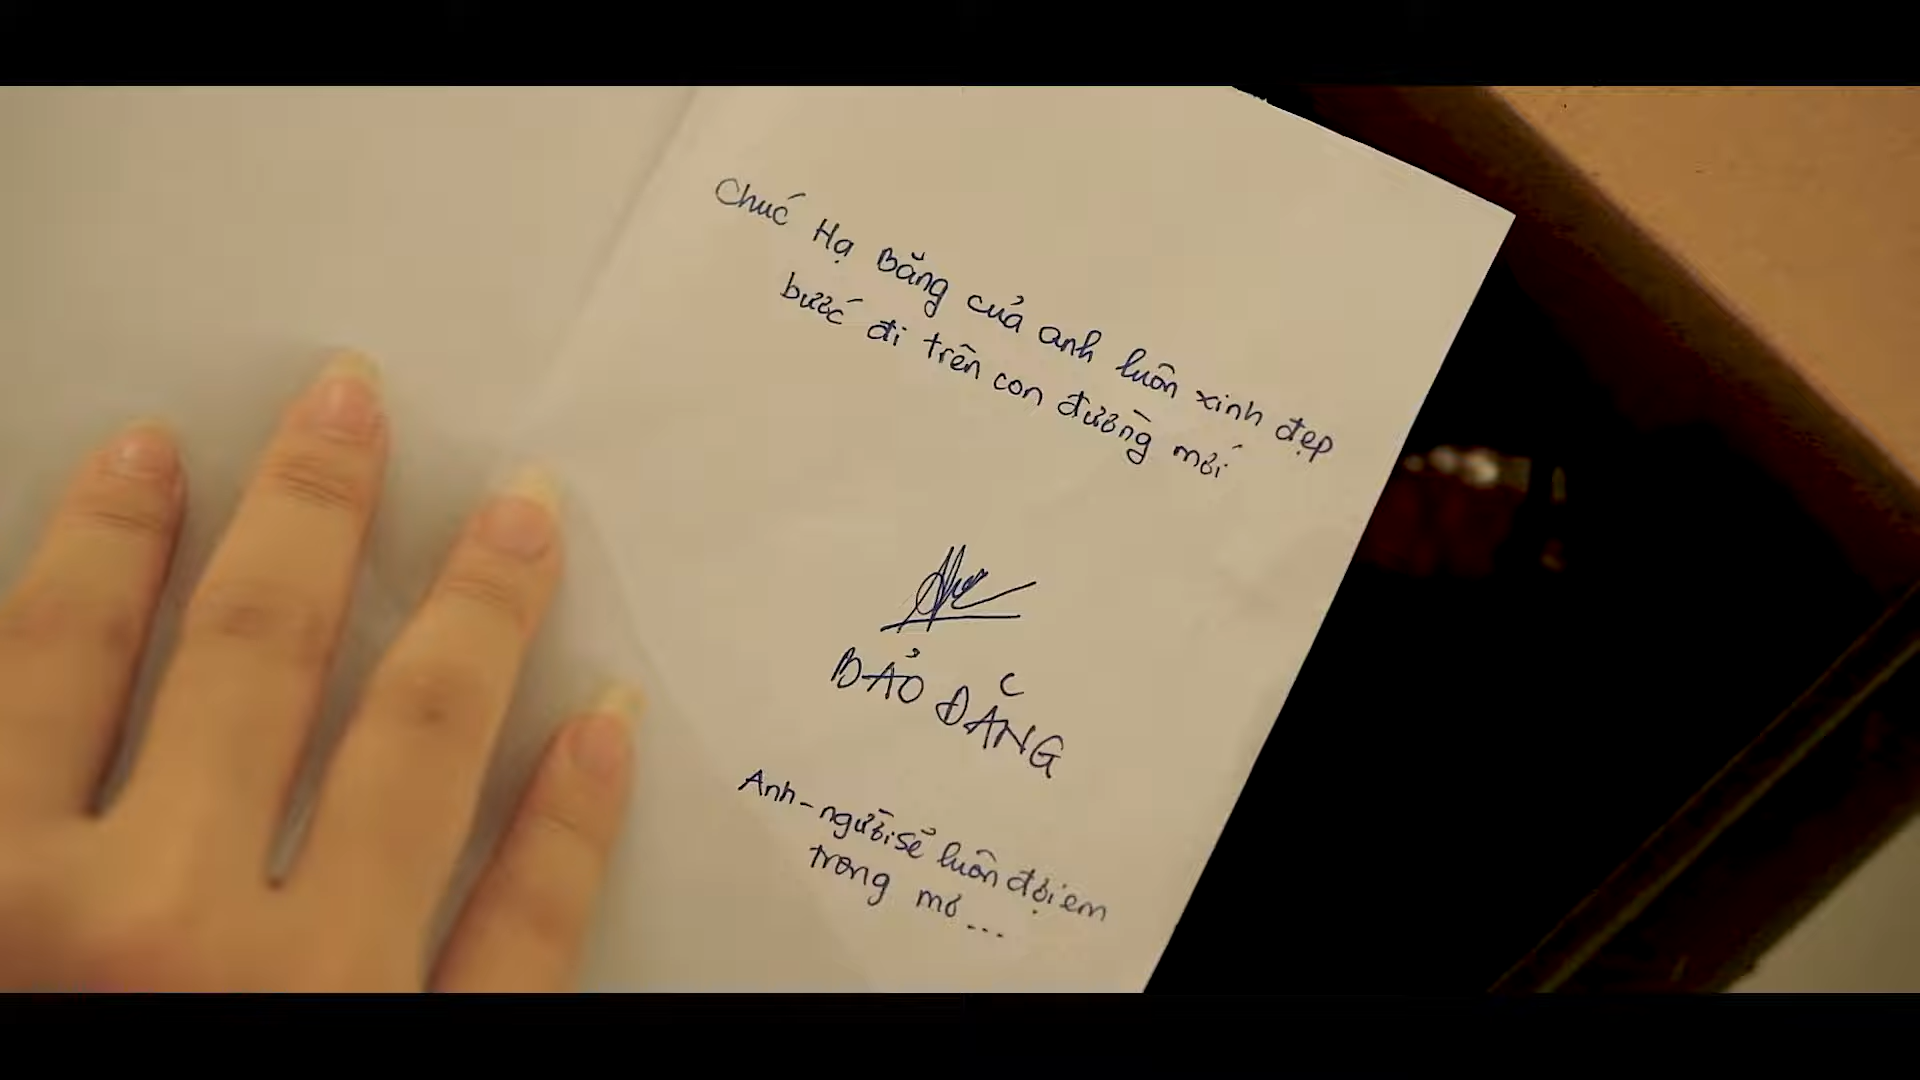 Chúc Hạ Băng của anh luôn xinh đẹp
bước đi trên con đường mới
BẢO ĐĂNG
Anh - người sẽ luôn đợi em
trong mơ...